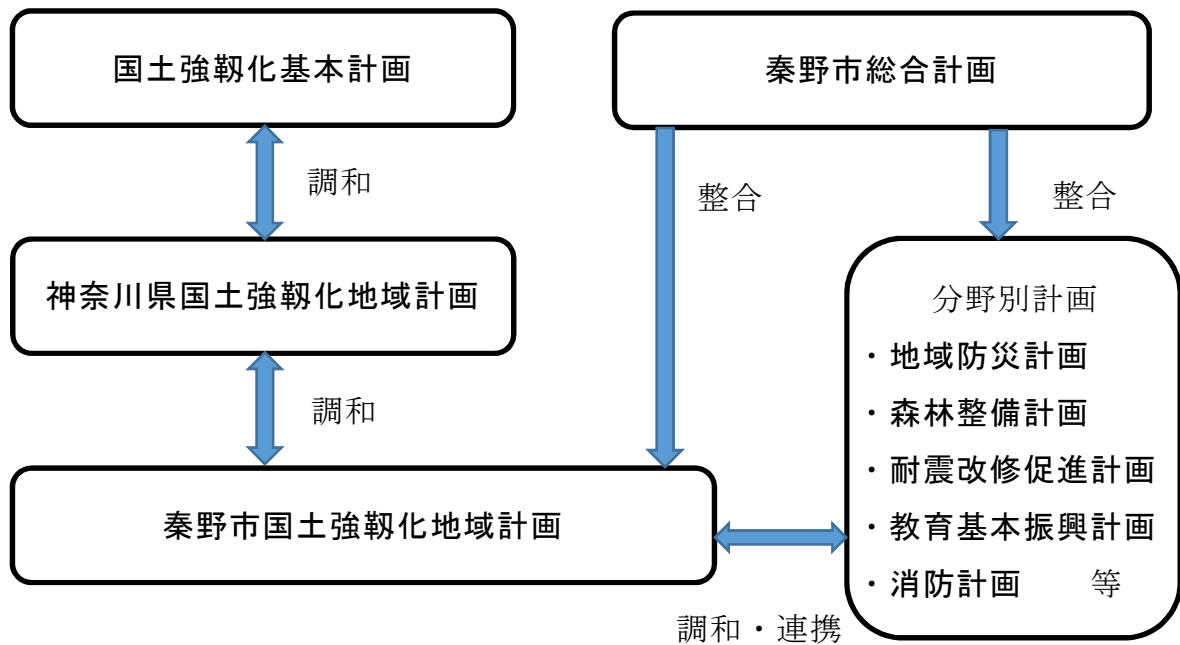 国土強靱化基本計画
秦野市総合計画
調和
整合
整合
神奈川県国土強靱化地域計画
分野別計画
・地域防災計画
・森林整備計画
・耐震改修促進計画
・教育基本振興計画
・消防計画　　等
調和
秦野市国土強靱化地域計画
調和・連携